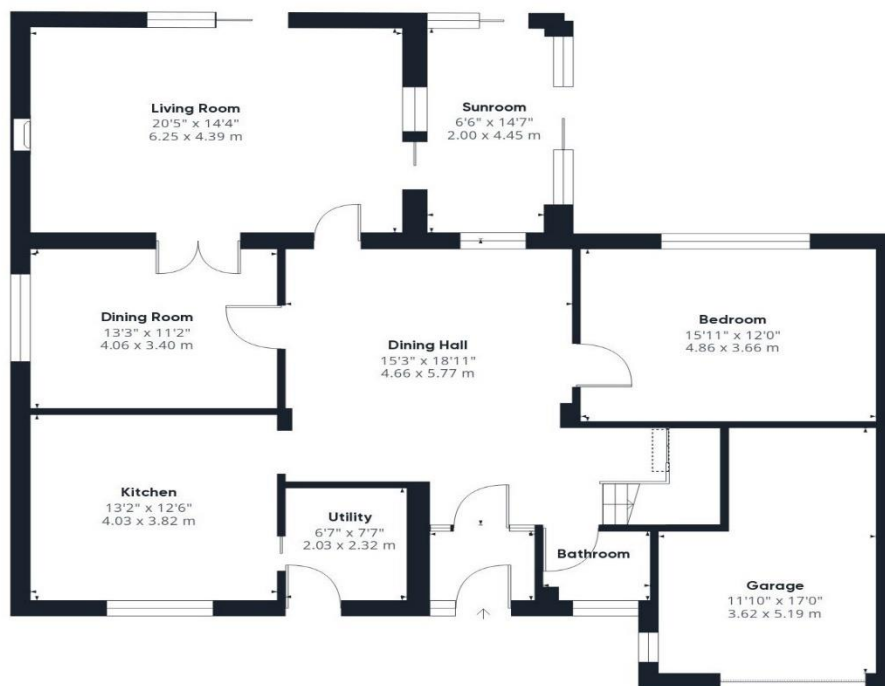 Living Room
20'5" x 14'4"
6.25 x 4.39 m
Sunroom
6'6" x 14'7"
2.00 x 4.45 m
Dining Room
13'3" x 11'2"
4.06 x 3.40 m
Dining Hall
15'3" x 18'11"
4.66 x 5.77 m
Bedroom
15'11" x 12'0"
4.86 x 3.66 m
Kitchen
13'2" x 12'6"
4.03 x 3.82 m
Utility
6'7" x 7'7"
2.03 x 2.32 m
Bathroom
Garage
11'10" x 17'0"
3.62 x 5.19 m